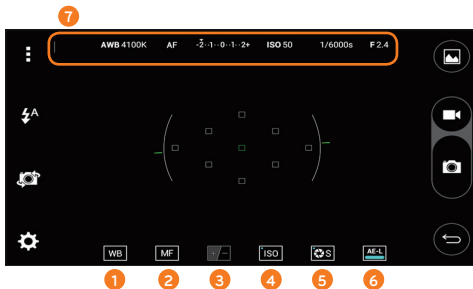 7
AWB 4100K AF -2··1··0··1··2+ ISO 50 1/6000s F 2.4
A
WB MF +/- ISO S AE-L
1 2 3 4 5 6